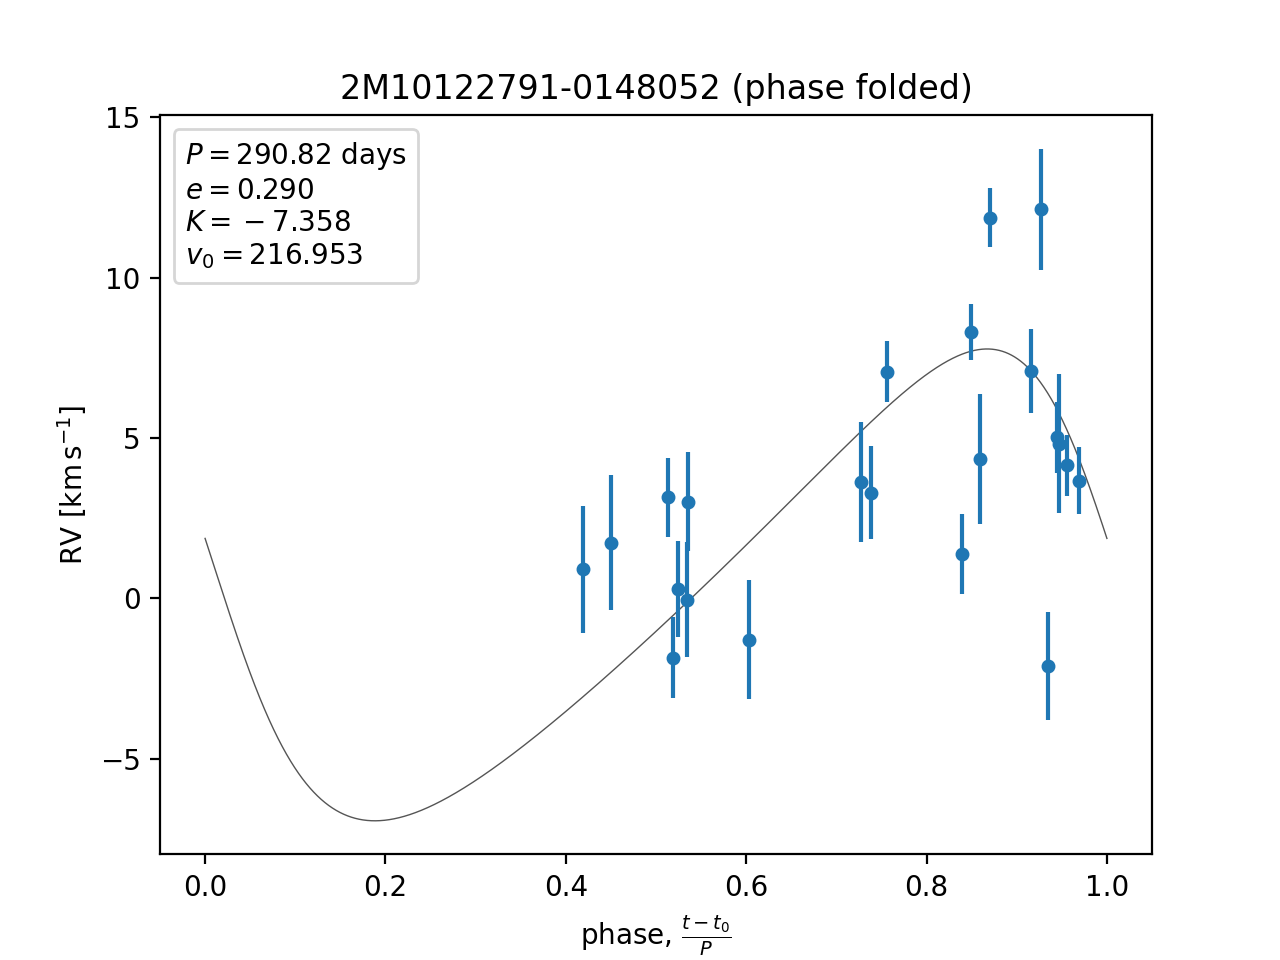 2M10122791-0148052 (phase folded)
P = 290.82 days
e = 0.290
K = −7.358
v₀ = 216.953
15
10
5
0
−5
RV [km s⁻¹]
0.0 0.2 0.4 0.6 0.8 1.0
phase, (t − t₀)/P